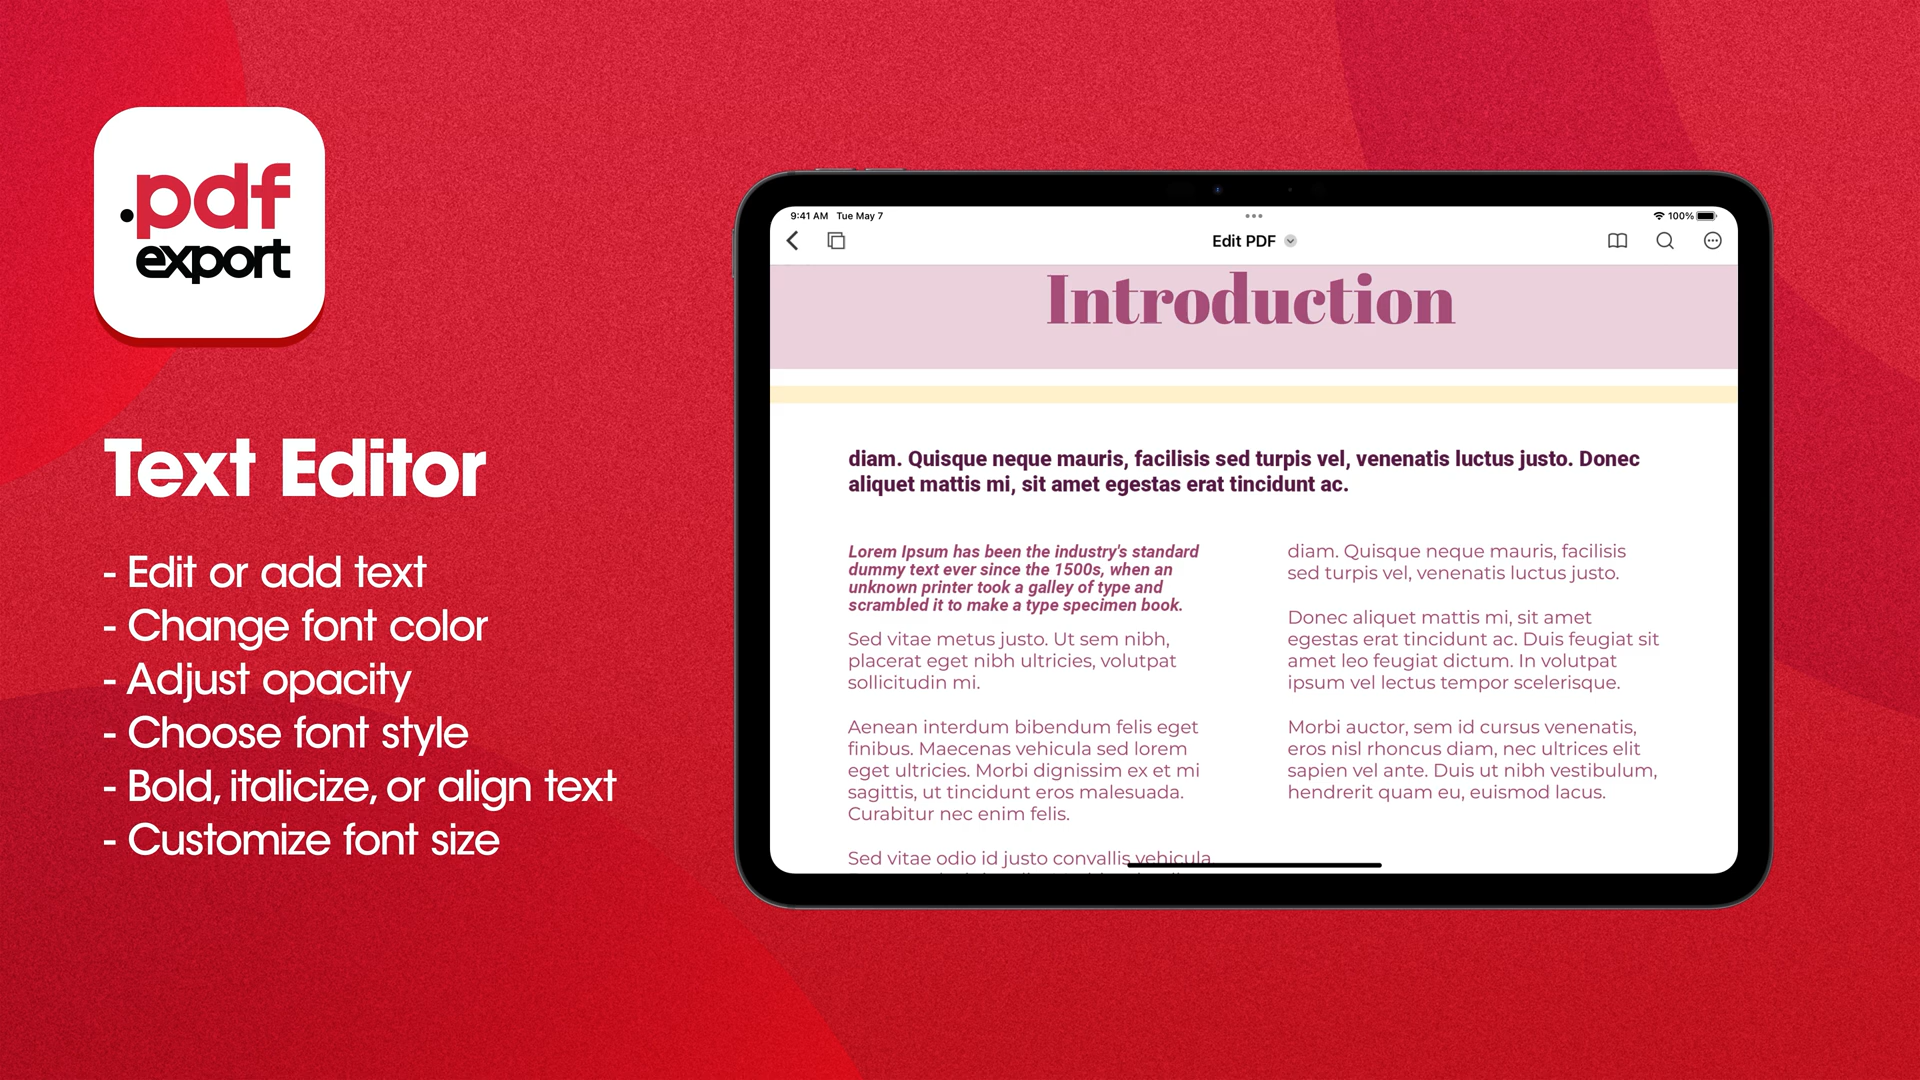 .pdf
export
Text Editor
- Edit or add text
- Change font color
- Adjust opacity
- Choose font style
- Bold, italicize, or align text
- Customize font size
9:41 AM Tue May 7
100%
Edit PDF
Introduction
diam. Quisque neque mauris, facilisis sed turpis vel, venenatis luctus justo. Donec
aliquet mattis mi, sit amet egestas erat tincidunt ac.
Lorem Ipsum has been the industry's standard
dummy text ever since the 1500s, when an
unknown printer took a galley of type and
scrambled it to make a type specimen book.
Sed vitae metus justo. Ut sem nibh,
placerat eget nibh ultricies, volutpat
sollicitudin mi.
Aenean interdum bibendum felis eget
finibus. Maecenas vehicula sed lorem
eget ultricies. Morbi dignissim ex et mi
sagittis, ut tincidunt eros malesuada.
Curabitur nec enim felis.
Sed vitae odio id justo convallis vehicula
diam. Quisque neque mauris, facilisis
sed turpis vel, venenatis luctus justo.
Donec aliquet mattis mi, sit amet
egestas erat tincidunt ac. Duis feugiat sit
amet leo feugiat dictum. In volutpat
ipsum vel lectus tempor scelerisque.
Morbi auctor, sem id cursus venenatis,
eros nisl rhoncus diam, nec ultrices elit
sapien vel ante. Duis ut nibh vestibulum,
hendrerit quam eu, euismod lacus.